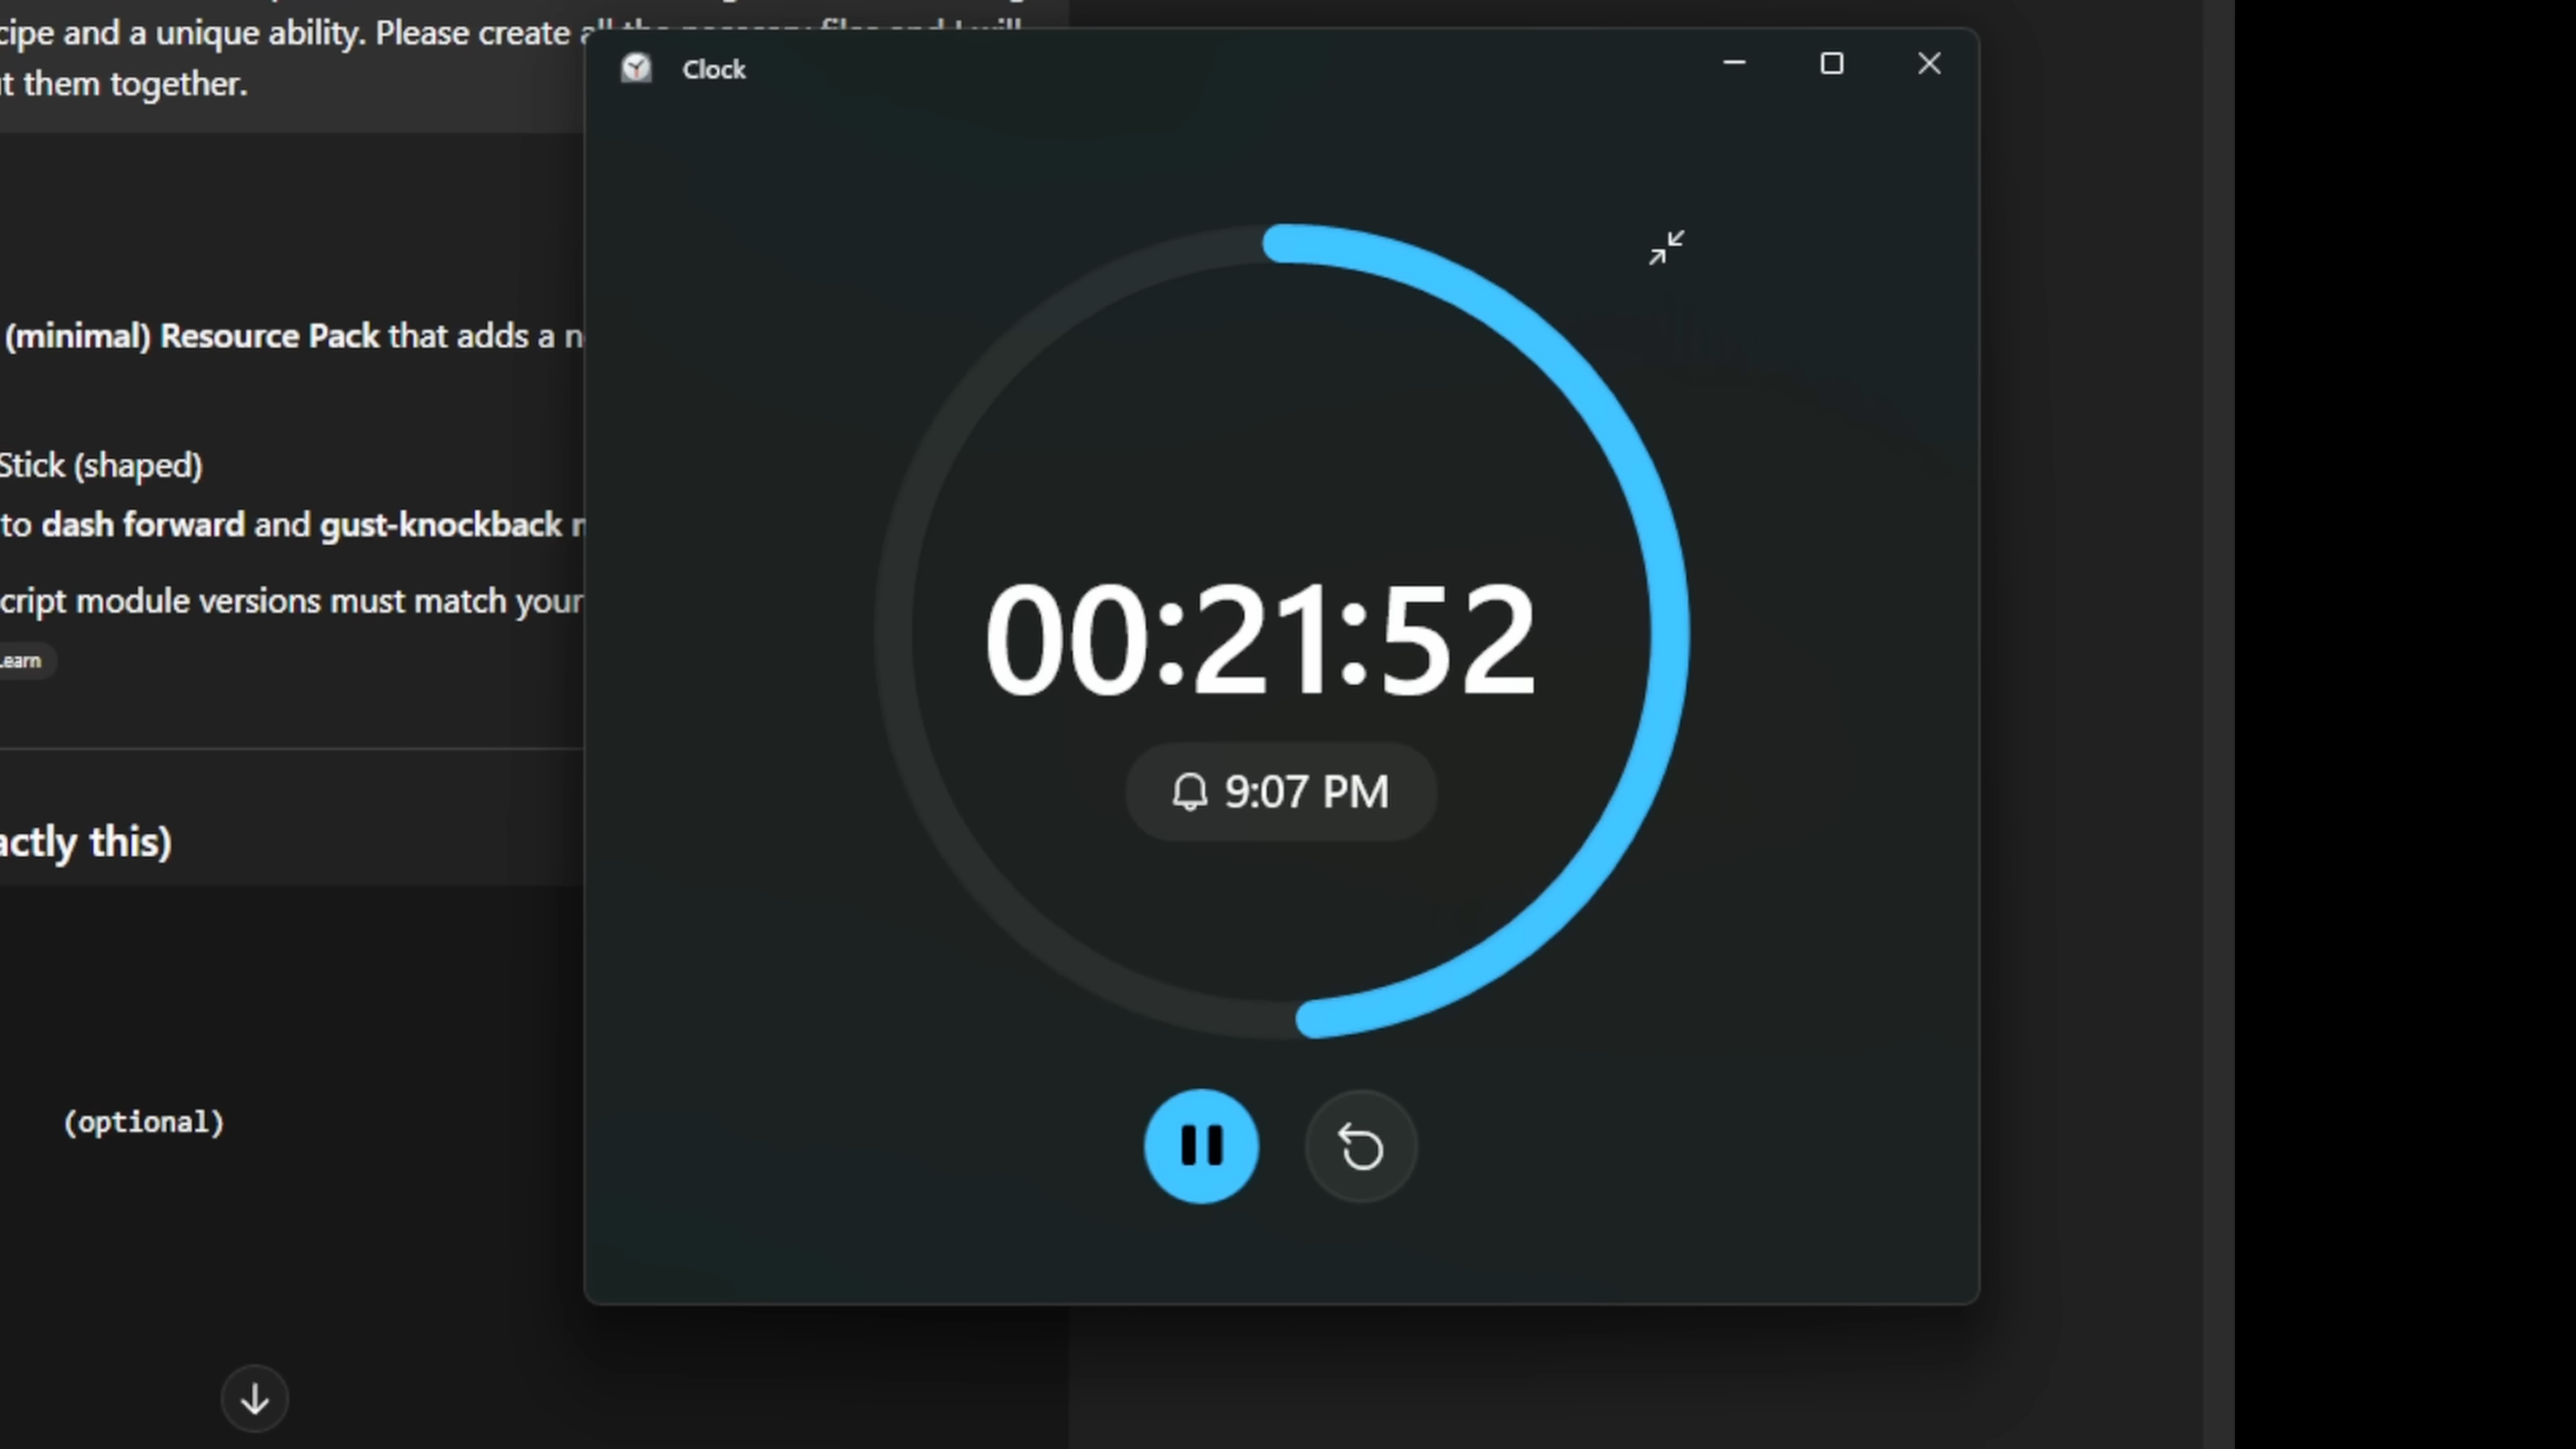 cipe and a unique ability. Please create
t them together.
Clock
(minimal) Resource Pack that adds a
Stick (shaped)
to dash forward and gust-knockback
cript module versions must match your
earn
00:21:52
9:07 PM
actly this)
(optional)